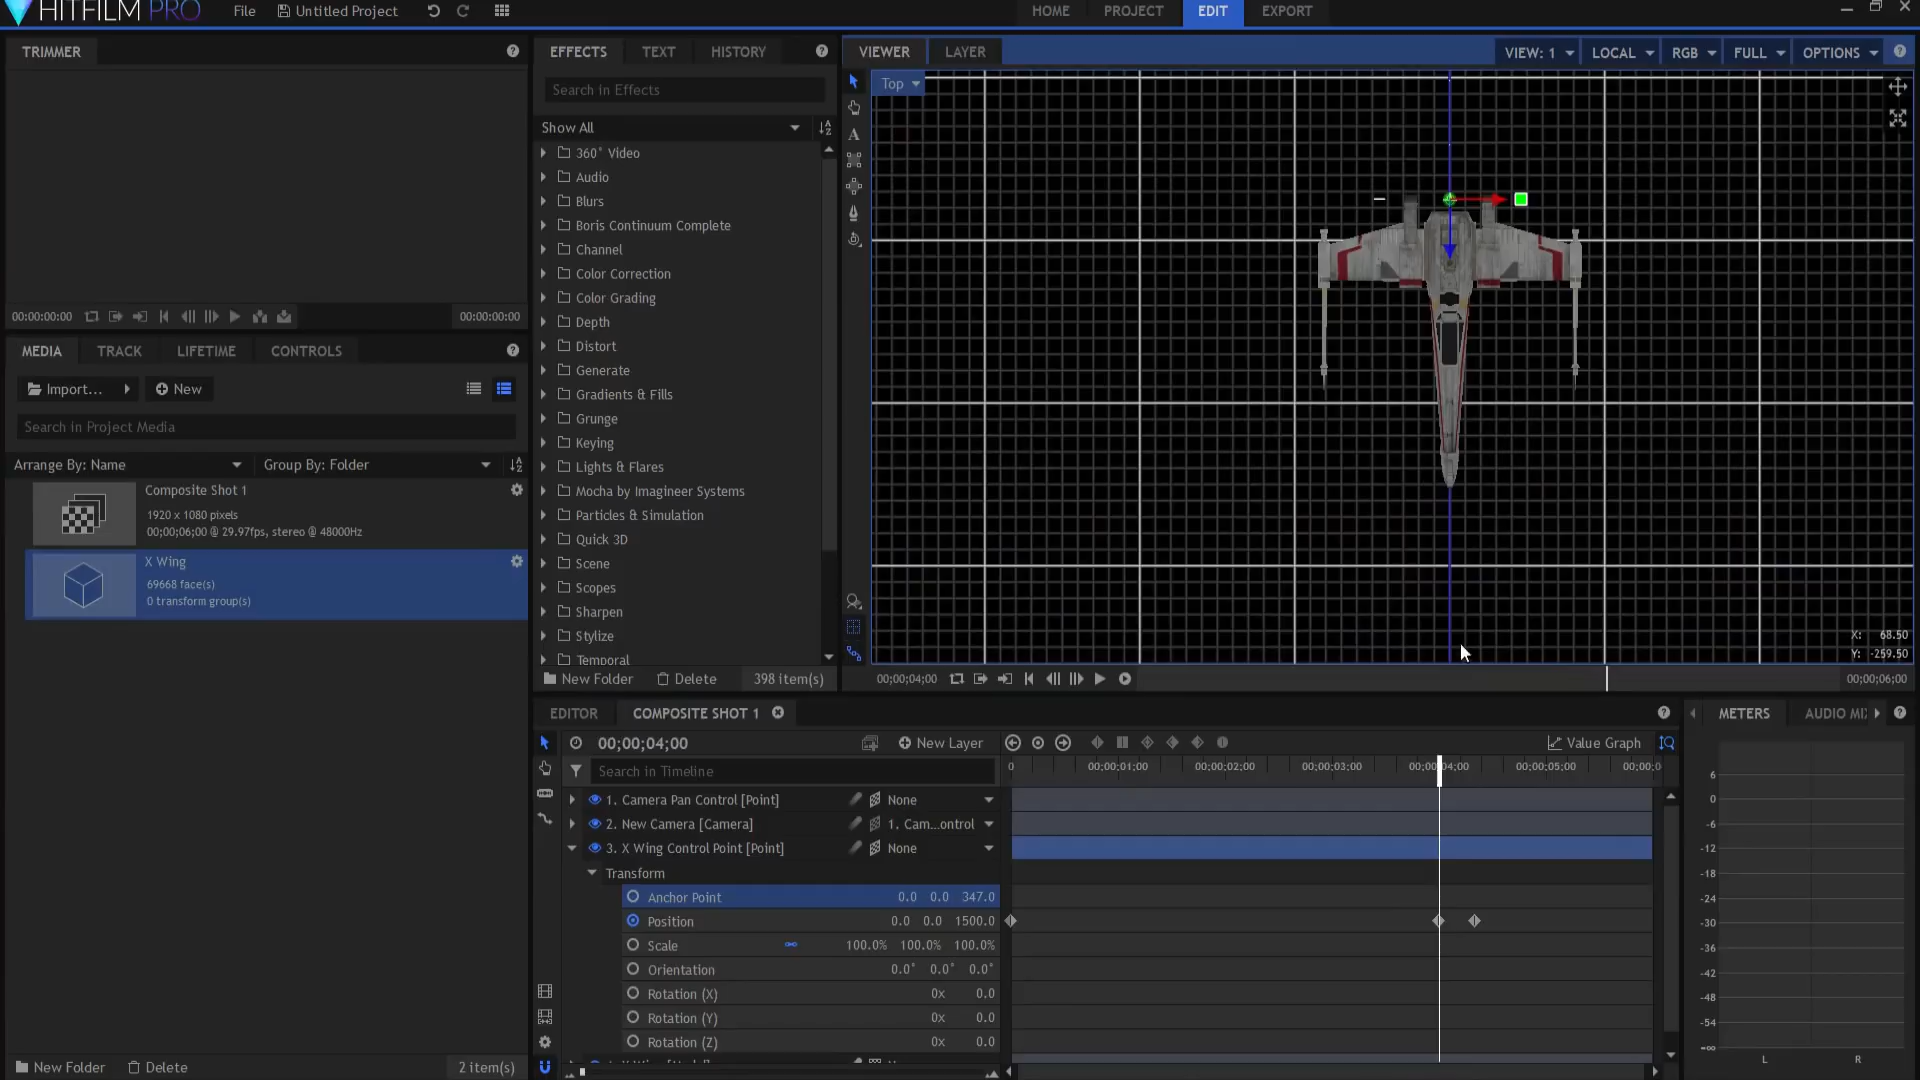 HITFILM PRO
File
Untitled Project
HOME
PROJECT
EDIT
EXPORT
TRIMMER
00:00:00:00
00:00:00:00
MEDIA
TRACK
LIFETIME
CONTROLS
Import...
New
Search in Project Media
Arrange By: Name
Group By: Folder
Composite Shot 1
1920 x 1080 pixels
00;00;06;00 @ 29.97fps, stereo @ 48000Hz
X Wing
69668 face(s)
0 transform group(s)
New Folder
Delete
2 item(s)
EFFECTS
TEXT
HISTORY
Search in Effects
Show All
360° Video
Audio
Blurs
Boris Continuum Complete
Channel
Color Correction
Color Grading
Depth
Distort
Generate
Gradients & Fills
Grunge
Keying
Lights & Flares
Mocha by Imagineer Systems
Particles & Simulation
Quick 3D
Scene
Scopes
Sharpen
Stylize
Temporal
New Folder
Delete
398 item(s)
VIEWER
LAYER
VIEW: 1
LOCAL
RGB
FULL
OPTIONS
Top
X: 68.50
Y: -259.50
00;00;04;00
00;00;06;00
EDITOR
COMPOSITE SHOT 1
00;00;04;00
New Layer
Value Graph
Search in Timeline
0
00;00;01;00
00;00;02;00
00;00;03;00
00;00;04;00
00;00;05;00
00;00;0
1. Camera Pan Control [Point]
None
2. New Camera [Camera]
1. Cam...ontrol
3. X Wing Control Point [Point]
None
Transform
Anchor Point 0.0 0.0 347.0
Position 0.0 0.0 1500.0
Scale 100.0% 100.0% 100.0%
Orientation 0.0° 0.0° 0.0°
Rotation (X) 0x 0.0
Rotation (Y) 0x 0.0
Rotation (Z) 0x 0.0
METERS
AUDIO MI
6
0
-6
-12
-18
-24
-30
-36
-42
-48
-54
-∞
L
R